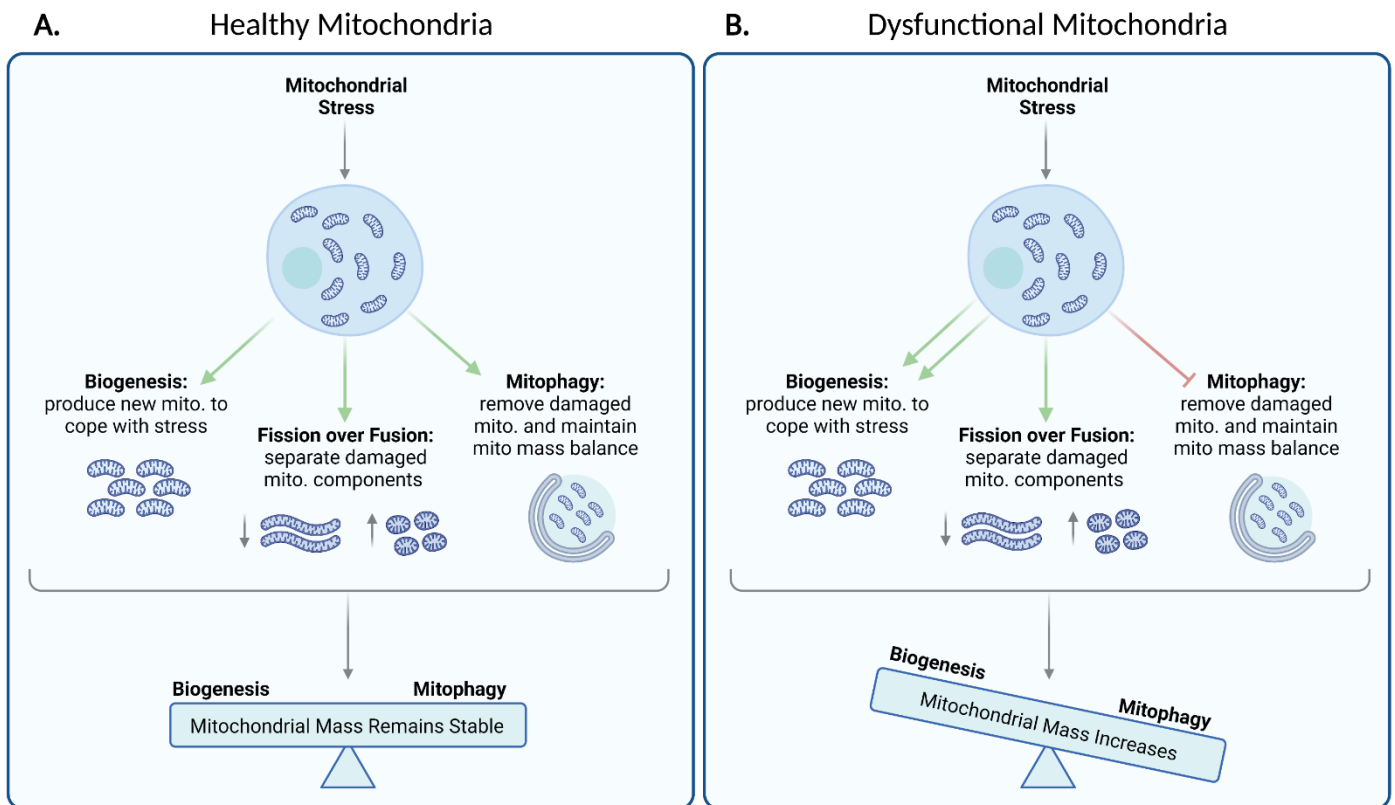 A.
Healthy Mitochondria
Mitochondrial
Stress
Biogenesis:
produce new mito. to
cope with stress
Fission over Fusion:
separate damaged
mito. components
Mitophagy:
remove damaged
mito. and maintain
mito mass balance
Biogenesis
Mitophagy
Mitochondrial Mass Remains Stable
B.
Dysfunctional Mitochondria
Mitochondrial
Stress
Biogenesis:
produce new mito. to
cope with stress
Fission over Fusion:
separate damaged
mito. components
Mitophagy:
remove damaged
mito. and maintain
mito mass balance
Biogenesis
Mitophagy
Mitochondrial Mass Increases